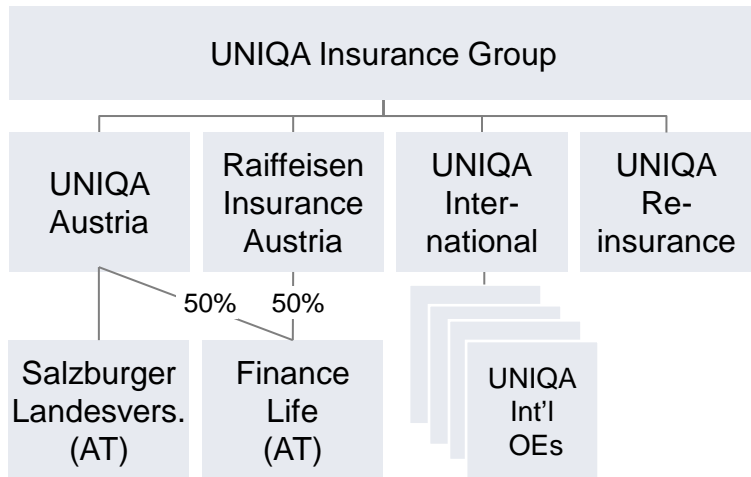 UNIQA Insurance Group
UNIQA
Austria
Raiffeisen
Insurance
Austria
UNIQA
Inter-
national
UNIQA
Re-
insurance
50%
50%
Salzburger
Landesvers.
(AT)
Finance
Life
(AT)
UNIQA
Int'l
OEs